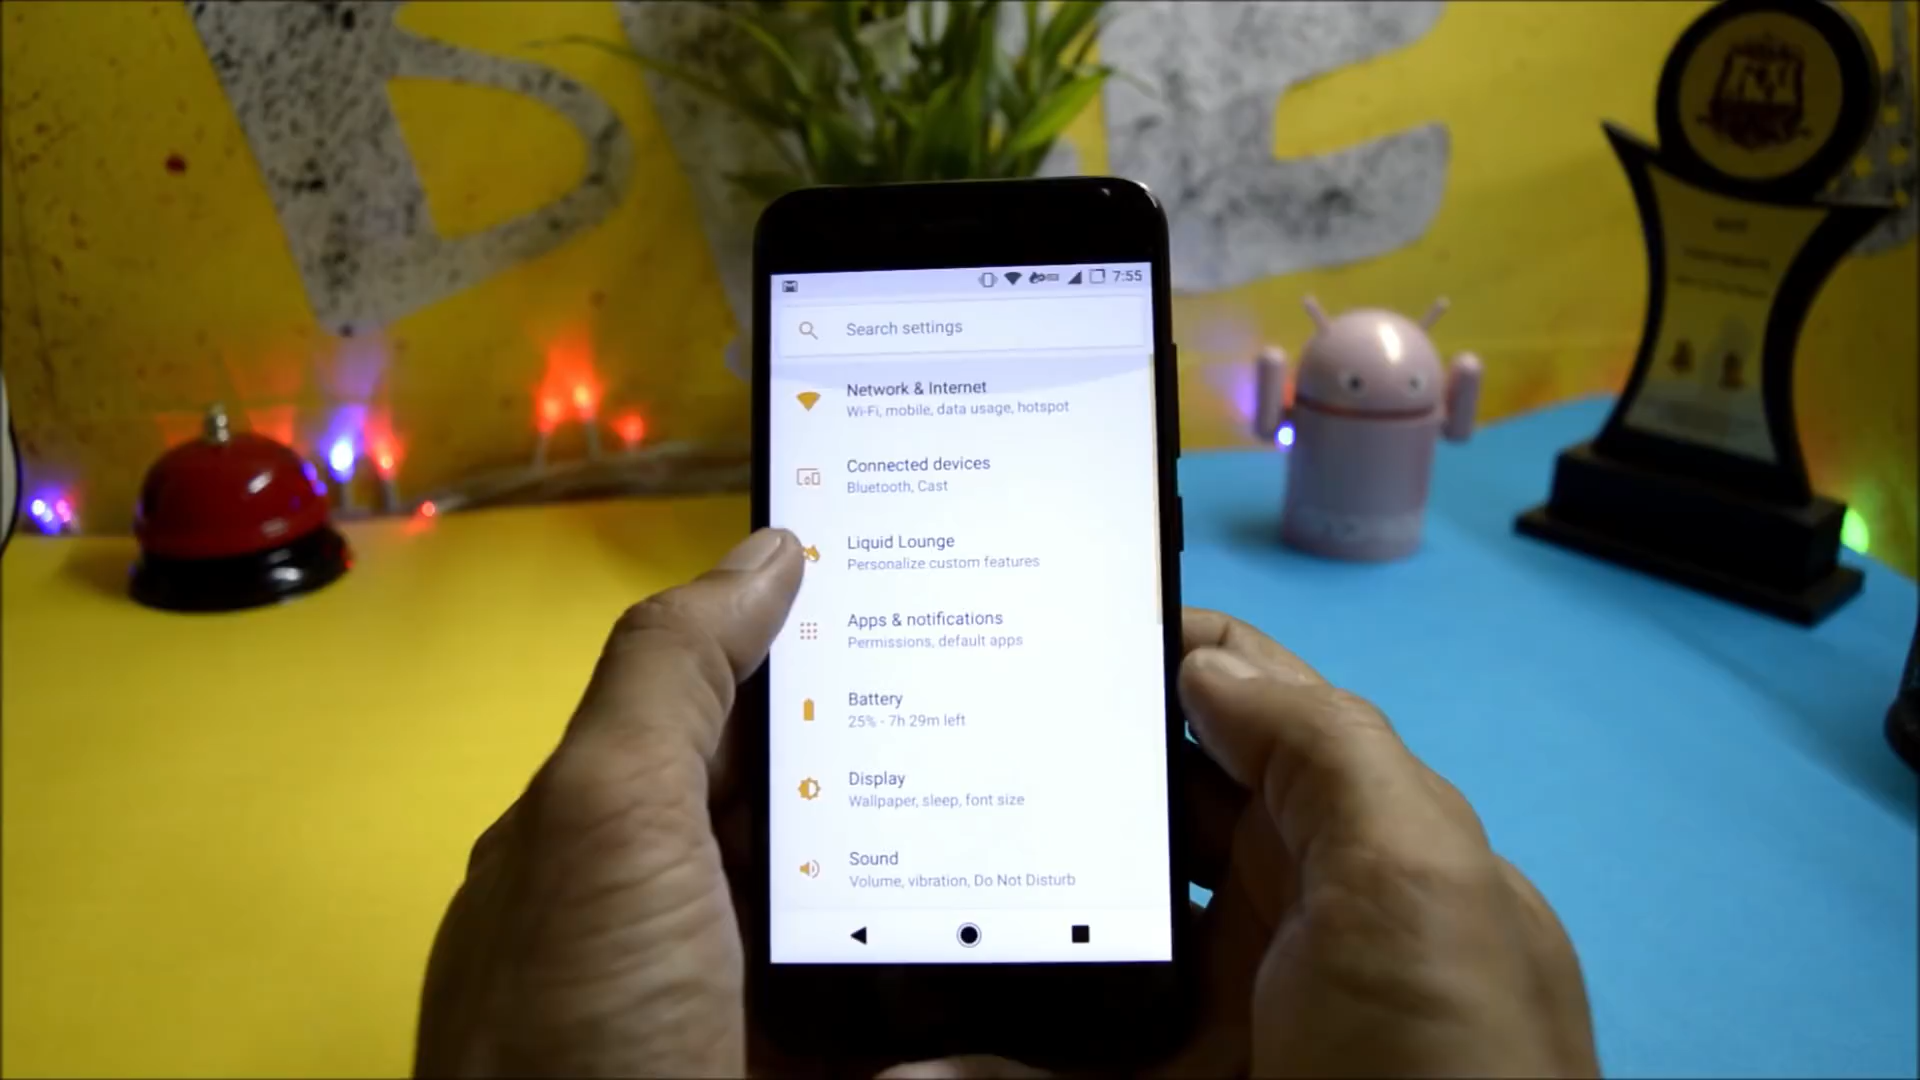 7:55
Search settings
Network & Internet
Wi-Fi, mobile, data usage, hotspot
Connected devices
Bluetooth, Cast
Liquid Lounge
Personalize custom features
Apps & notifications
Permissions, default apps
Battery
25% - 7h 29m left
Display
Wallpaper, sleep, font size
Sound
Volume, vibration, Do Not Disturb